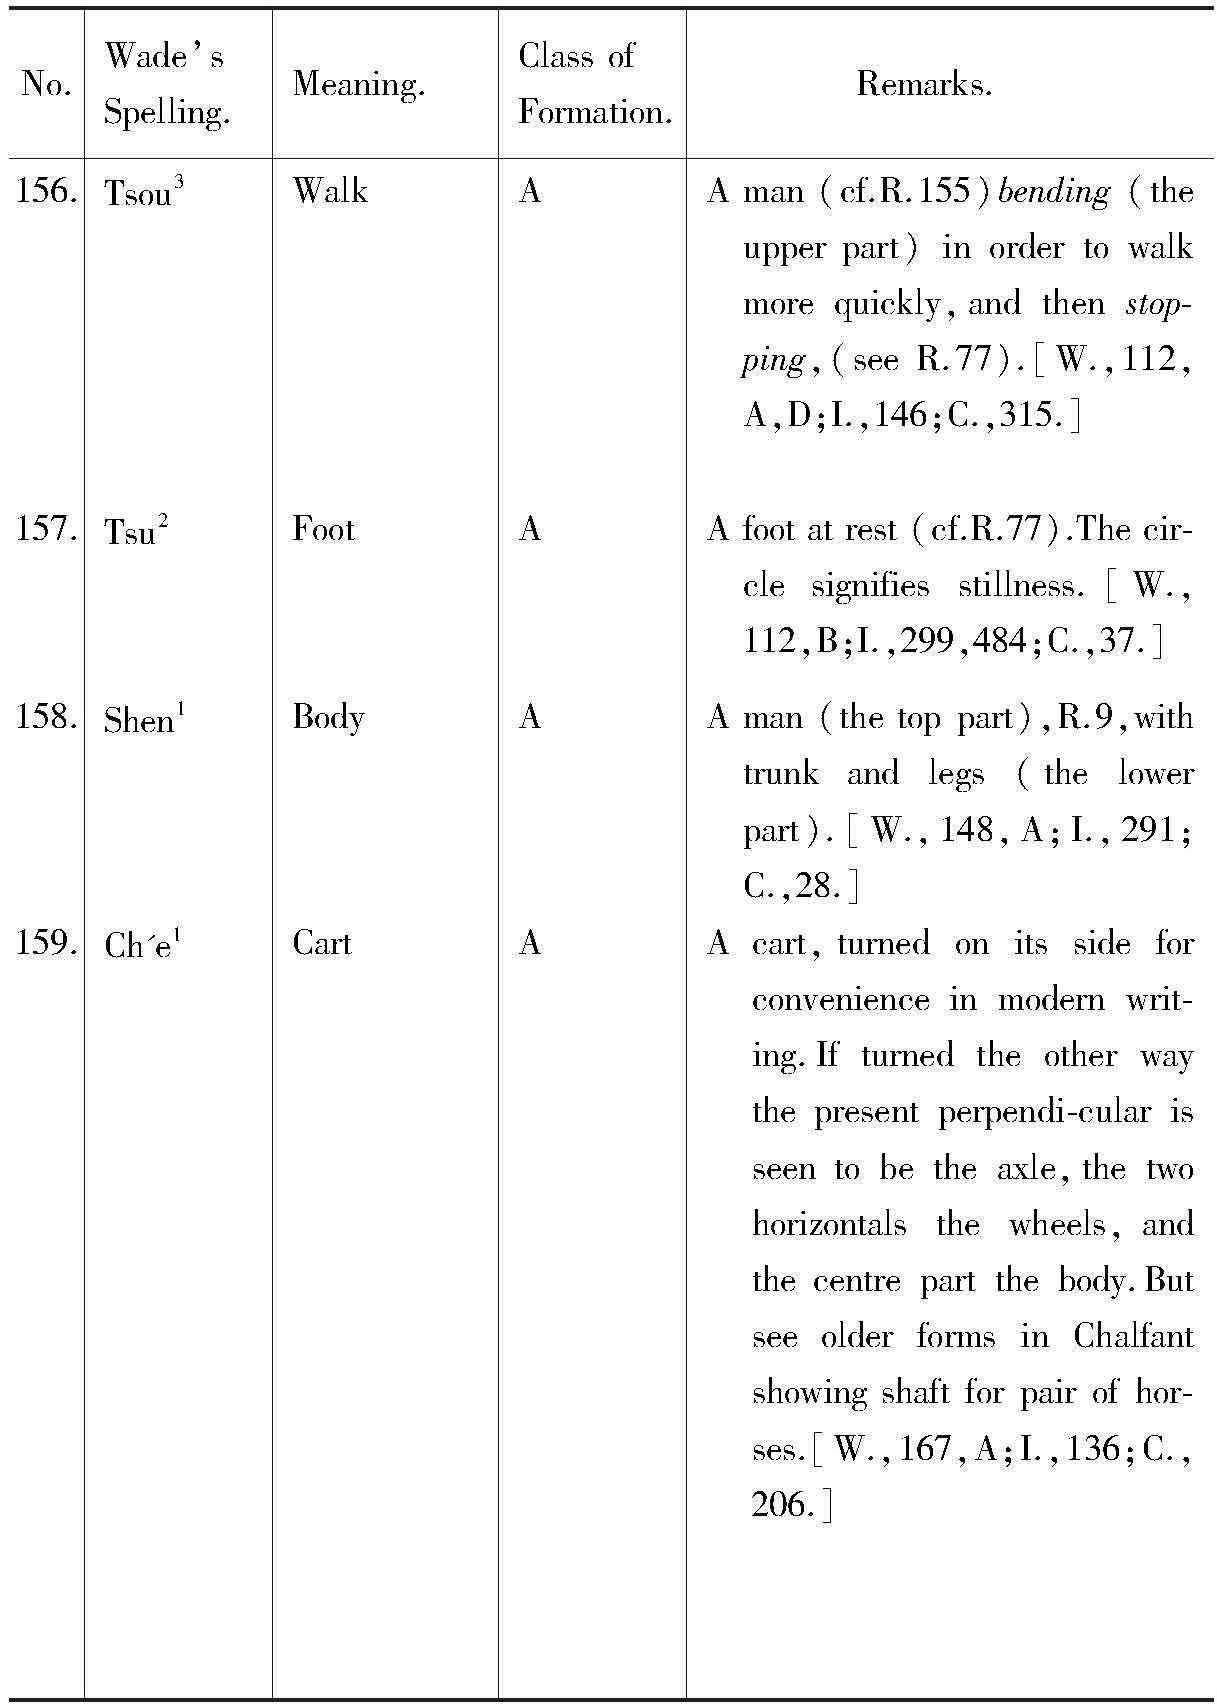 No. Wade's Spelling. Meaning. Class of Formation. Remarks.
156. Tsou³ Walk A A man (cf.R.155) bending (the
upper part) in order to walk
more quickly, and then stop-
ping, (see R.77). [ W.,112,
A,D;I.,146;C.,315.]
157. Tsu² Foot A A foot at rest (cf.R.77).The cir-
cle signifies stillness. [ W.,
112,B;I.,299,484;C.,37.]
158. Shen¹ Body A A man (the top part),R.9,with
trunk and legs (the lower
part). [ W., 148, A; I., 291;
C.,28.]
159. Ch´e¹ Cart A A cart, turned on its side for
convenience in modern writ-
ing. If turned the other way
the present perpendi-cular is
seen to be the axle, the two
horizontals the wheels, and
the centre part the body. But
see older forms in Chalfant
showing shaft for pair of hor-
ses.[ W.,167,A;I.,136;C.,
206.]